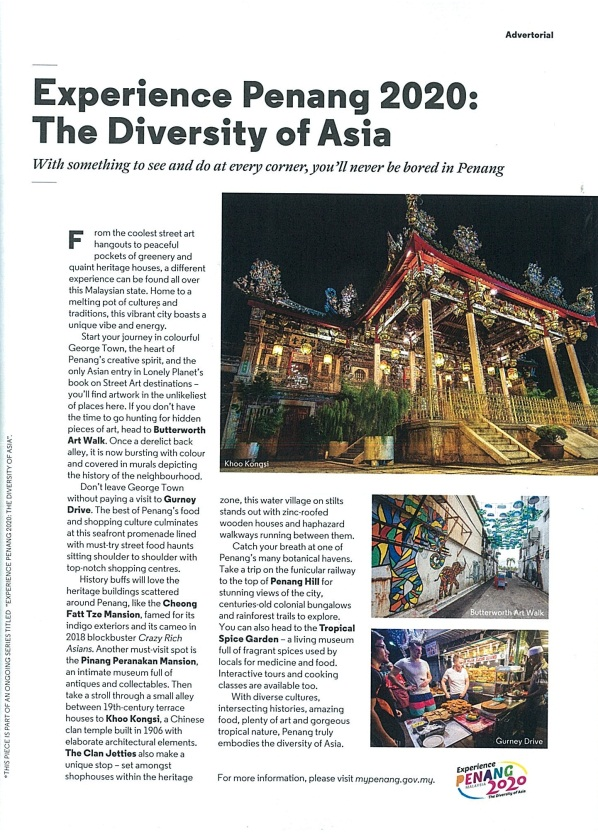 Advertorial
Experience Penang 2020:
The Diversity of Asia
With something to see and do at every corner, you'll never be bored in Penang
From the coolest street art
hangouts to peaceful
pockets of greenery and
quaint heritage houses, a different
experience can be found all over
this Malaysian state. Home to a
melting pot of cultures and
traditions, this vibrant city boasts a
unique vibe and energy.
Start your journey in colourful
George Town, the heart of
Penang's creative spirit, and the
only Asian entry in Lonely Planet's
book on Street Art destinations –
you'll find artwork in the unlikeliest
of places here. If you don't have
the time to go hunting for hidden
pieces of art, head to Butterworth
Art Walk. Once a derelict back
alley, it is now bursting with colour
and covered in murals depicting
the history of the neighbourhood.
Don't leave George Town
without paying a visit to Gurney
Drive. The best of Penang's food
and shopping culture culminates
at this seafront promenade lined
with must-try street food haunts
sitting shoulder to shoulder with
top-notch shopping centres.
History buffs will love the
heritage buildings scattered
around Penang, like the Cheong
Fatt Tze Mansion, famed for its
indigo exteriors and its cameo in
2018 blockbuster Crazy Rich
Asians. Another must-visit spot is
the Pinang Peranakan Mansion,
an intimate museum full of
antiques and collectables. Then
take a stroll through a small alley
between 19th-century terrace
houses to Khoo Kongsi, a Chinese
clan temple built in 1906 with
elaborate architectural elements.
The Clan Jetties also make a
unique stop – set amongst
shophouses within the heritage
zone, this water village on stilts
stands out with zinc-roofed
wooden houses and haphazard
walkways running between them.
Catch your breath at one of
Penang's many botanical havens.
Take a trip on the funicular railway
to the top of Penang Hill for
stunning views of the city,
centuries-old colonial bungalows
and rainforest trails to explore.
You can also head to the Tropical
Spice Garden – a living museum
full of fragrant spices used by
locals for medicine and food.
Interactive tours and cooking
classes are available too.
With diverse cultures,
intersecting histories, amazing
food, plenty of art and gorgeous
tropical nature, Penang truly
embodies the diversity of Asia.
For more information, please visit mypenang.gov.my.
Khoo Kongsi
Butterworth Art Walk
Gurney Drive
Experience
PENANG
MALAYSIA
2020
The Diversity of Asia
*THIS PIECE IS PART OF AN ONGOING SERIES TITLED "EXPERIENCE PENANG 2020: THE DIVERSITY OF ASIA".